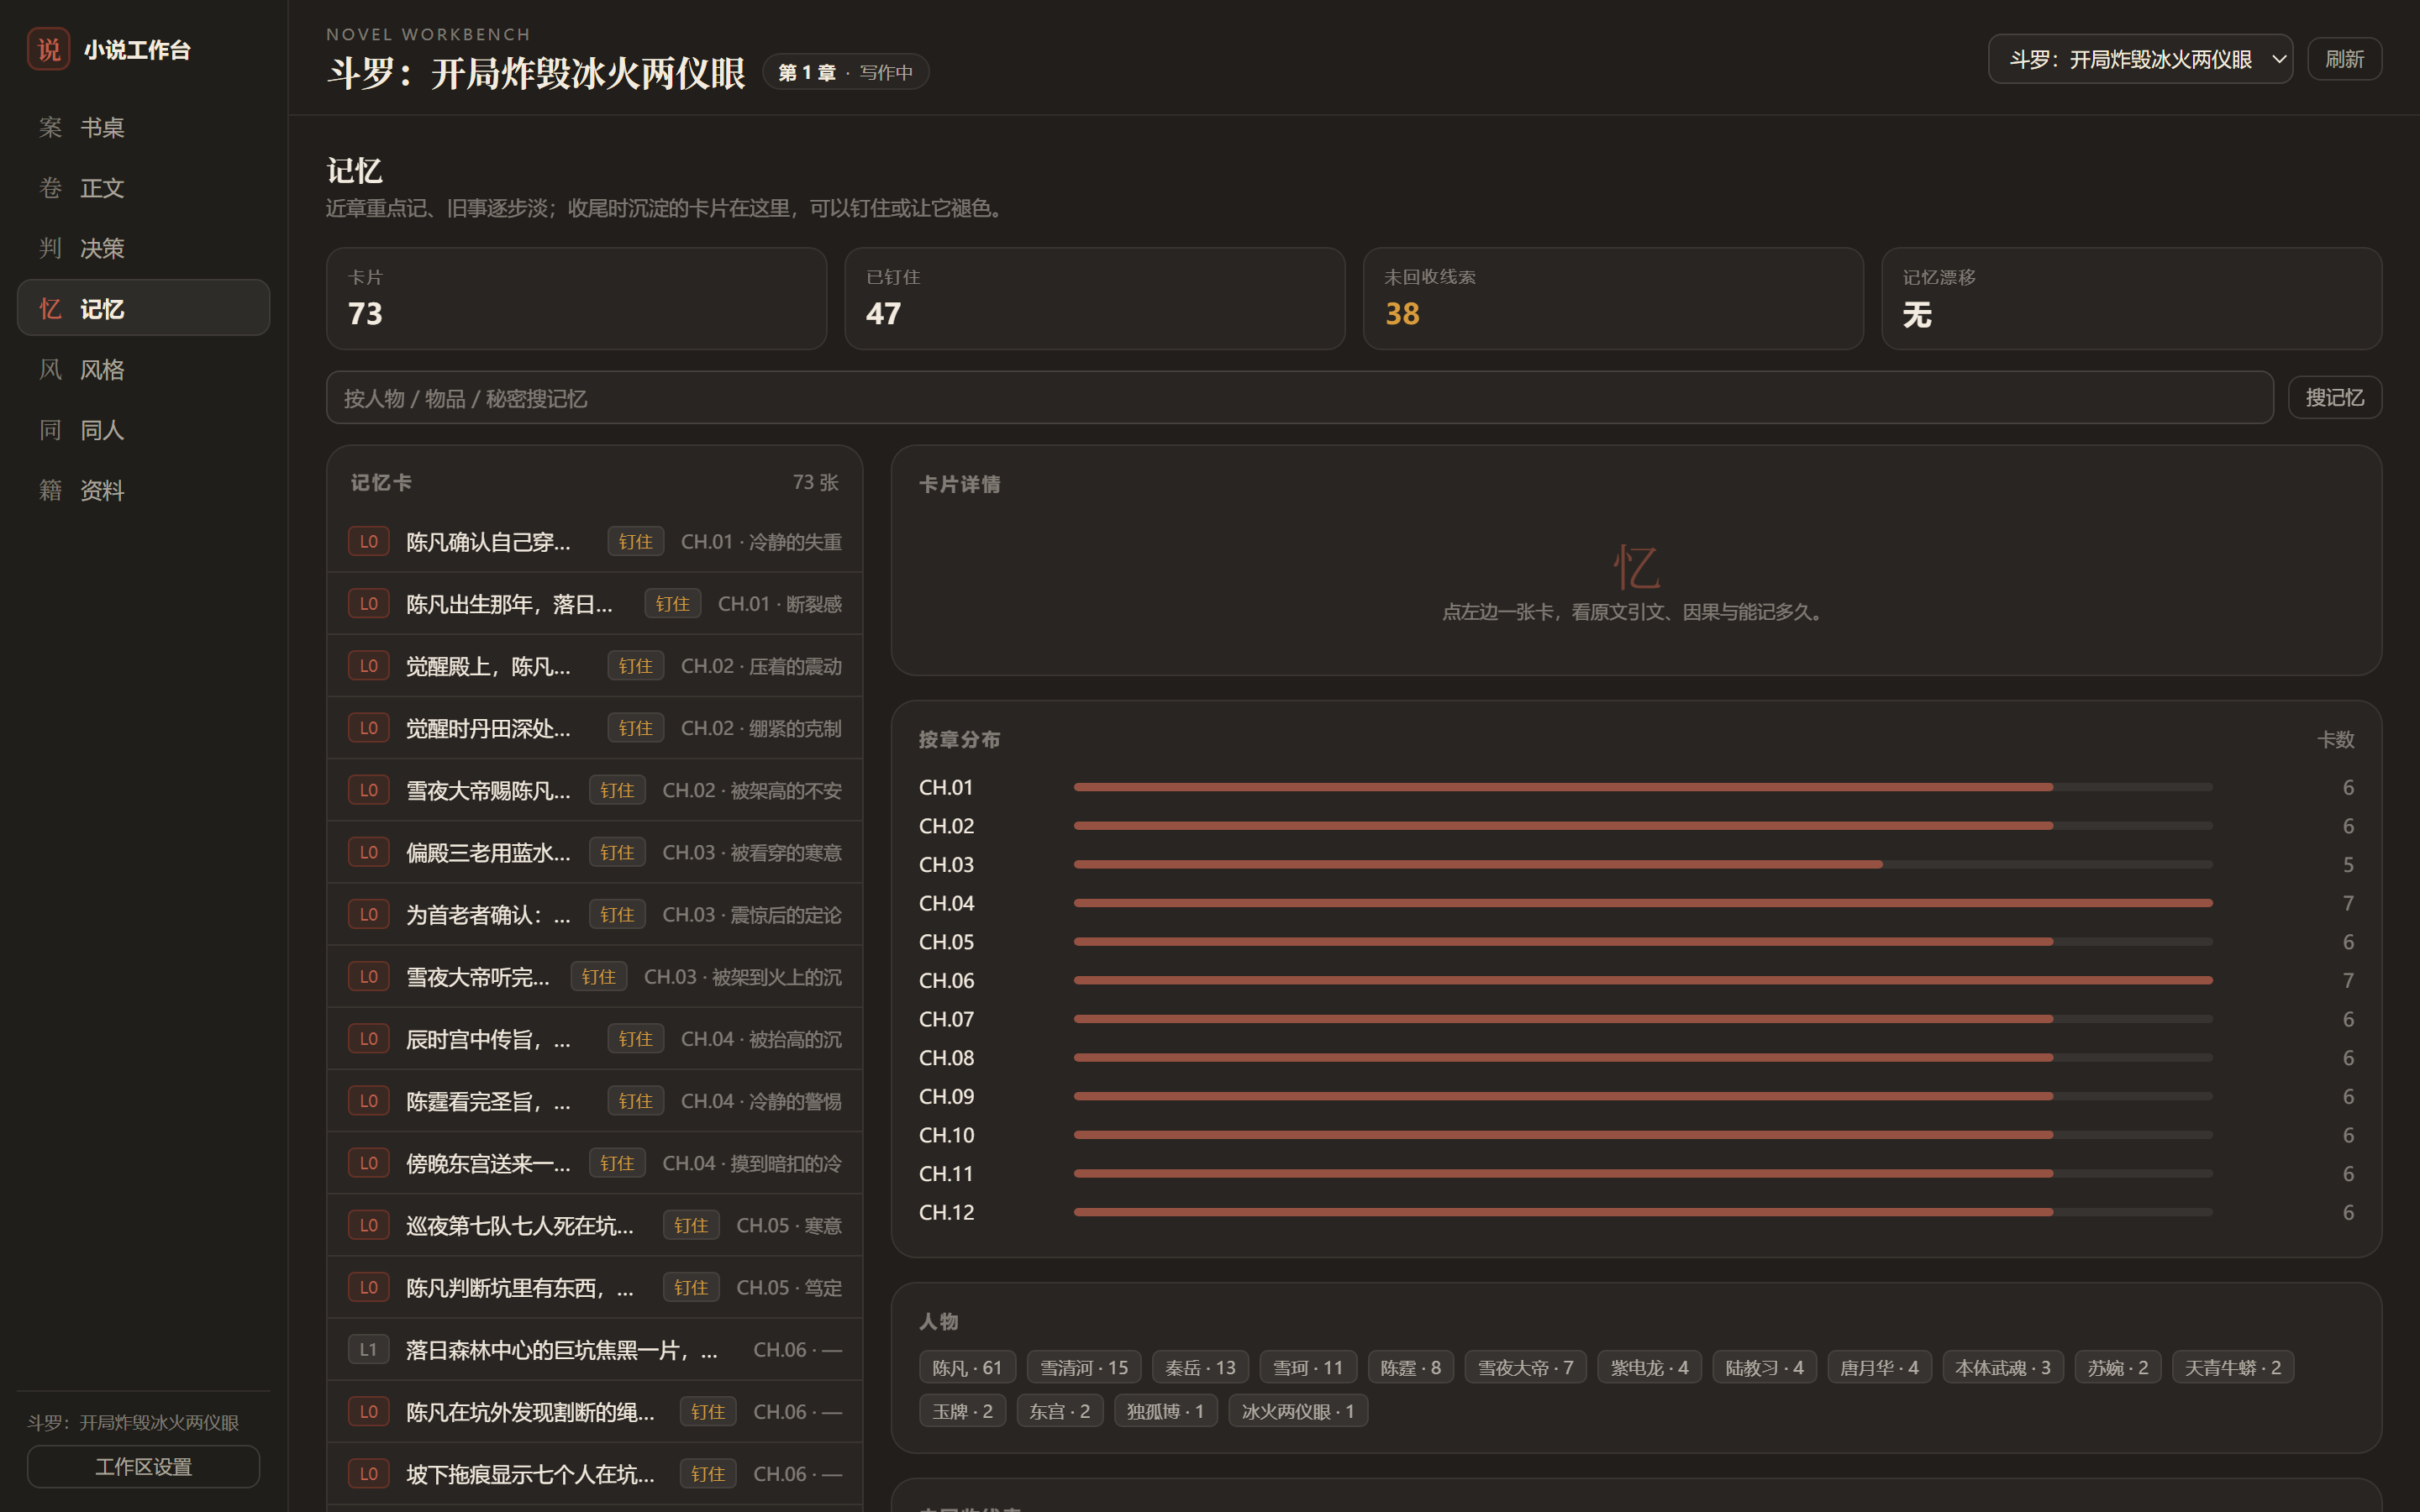 说 小说工作台
案 书桌
卷 正文
判 决策
忆 记忆
风 风格
同 同人
籍 资料
斗罗：开局炸毁冰火两仪眼
工作区设置
NOVEL WORKBENCH
斗罗：开局炸毁冰火两仪眼 第 1 章 · 写作中
斗罗：开局炸毁冰火两仪眼
刷新
记忆
近章重点记、旧事逐步淡；收尾时沉淀的卡片在这里，可以钉住或让它褪色。
卡片
73
已钉住
47
未回收线索
38
记忆漂移
无
按人物 / 物品 / 秘密搜记忆
搜记忆
记忆卡 73 张
L0 陈凡确认自己穿... 钉住 CH.01 · 冷静的失重
L0 陈凡出生那年，落日... 钉住 CH.01 · 断裂感
L0 觉醒殿上，陈凡... 钉住 CH.02 · 压着的震动
L0 觉醒时丹田深处... 钉住 CH.02 · 绷紧的克制
L0 雪夜大帝赐陈凡... 钉住 CH.02 · 被架高的不安
L0 偏殿三老用蓝水... 钉住 CH.03 · 被看穿的寒意
L0 为首老者确认：... 钉住 CH.03 · 震惊后的定论
L0 雪夜大帝听完... 钉住 CH.03 · 被架到火上的沉
L0 辰时宫中传旨，... 钉住 CH.04 · 被抬高的沉
L0 陈霆看完圣旨，... 钉住 CH.04 · 冷静的警惕
L0 傍晚东宫送来一... 钉住 CH.04 · 摸到暗扣的冷
L0 巡夜第七队七人死在坑... 钉住 CH.05 · 寒意
L0 陈凡判断坑里有东西，... 钉住 CH.05 · 笃定
L1 落日森林中心的巨坑焦黑一片，... CH.06 · —
L0 陈凡在坑外发现割断的绳... 钉住 CH.06 · —
L0 坡下拖痕显示七个人在坑... 钉住 CH.06 · —
卡片详情
忆
点左边一张卡，看原文引文、因果与能记多久。
按章分布 卡数
CH.01 6
CH.02 6
CH.03 5
CH.04 7
CH.05 6
CH.06 7
CH.07 6
CH.08 6
CH.09 6
CH.10 6
CH.11 6
CH.12 6
人物
陈凡 · 61 雪清河 · 15 秦岳 · 13 雪珂 · 11 陈霆 · 8 雪夜大帝 · 7 紫电龙 · 4 陆教习 · 4 唐月华 · 4 本体武魂 · 3 苏婉 · 2 天青牛蟒 · 2
玉牌 · 2 东宫 · 2 独孤博 · 1 冰火两仪眼 · 1